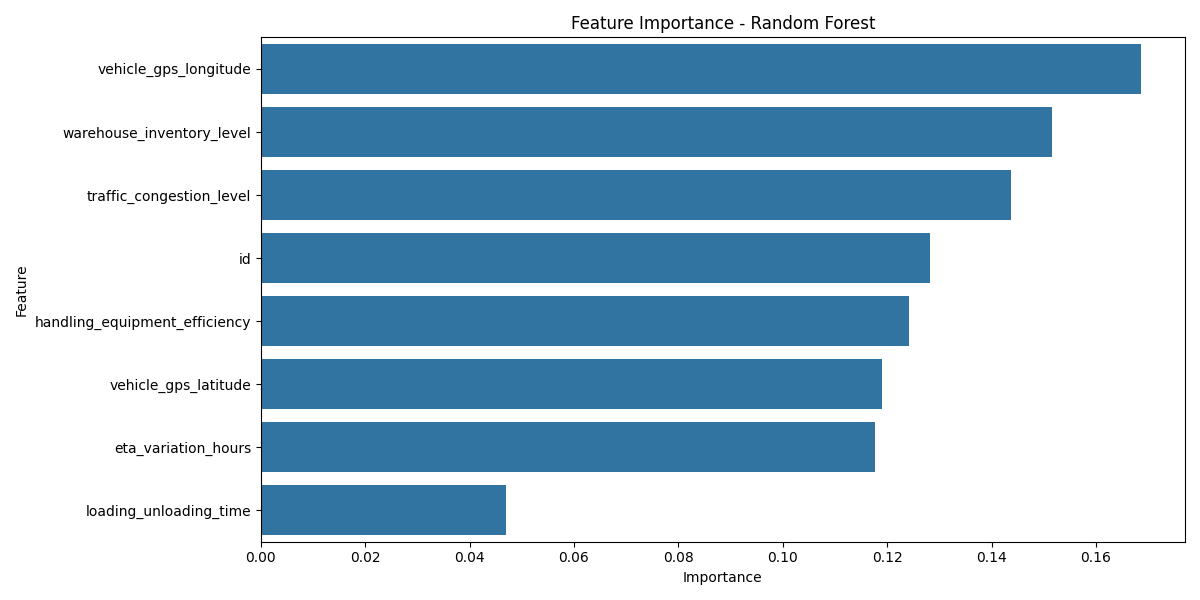 Feature Importance - Random Forest
Feature
vehicle_gps_longitude
warehouse_inventory_level
traffic_congestion_level
id
handling_equipment_efficiency
vehicle_gps_latitude
eta_variation_hours
loading_unloading_time
0.00 0.02 0.04 0.06 0.08 0.10 0.12 0.14 0.16
Importance